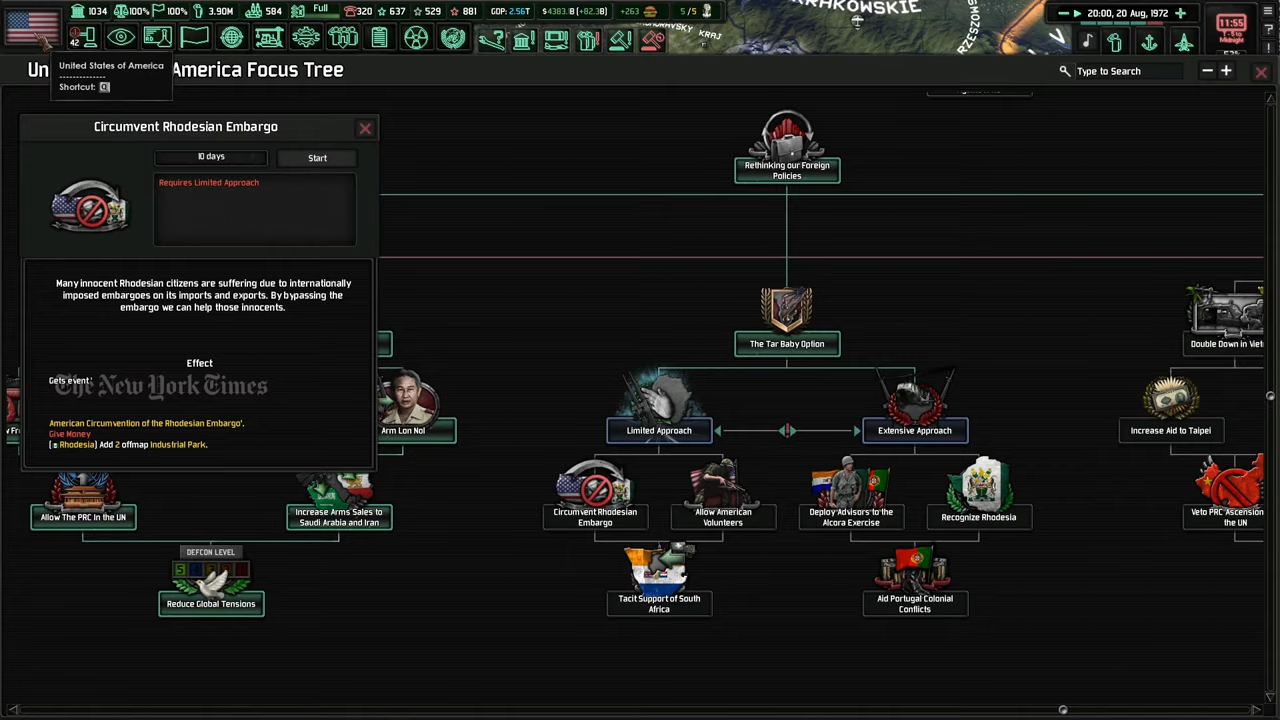 1034 100% 100% 3.90M 584 Full 320 637 529 881 GDP: 2.56T $4383.1B (+82.3B) +263 5/5
KRAKOWSKIE
20:00, 20 Aug, 1972
11:55
42
United States of America
-------------
Shortcut: Q
America Focus Tree
Type to Search
Circumvent Rhodesian Embargo
10 days
Start
Requires Limited Approach
Many innocent Rhodesian citizens are suffering due to internationally
imposed embargoes on its imports and exports. By bypassing the
embargo we can help those innocents.
Effect
Gets event'
The New York Times
American Circumvention of the Rhodesian Embargo'.
Give Money
( Rhodesia) Add 2 offmap Industrial Park.
Rethinking our Foreign
Policies
The Tar Baby Option
Double Down in Viet
Arm Lon Nol
Limited Approach
Extensive Approach
Increase Aid to Taipei
Allow The PRC In the UN
Increase Arms Sales to
Saudi Arabia and Iran
Circumvent Rhodesian
Embargo
Allow American
Volunteers
Deploy Advisors to the
Alcora Exercise
Recognize Rhodesia
Veto PRC Ascension
the UN
DEFCON LEVEL
5
Reduce Global Tensions
Tacit Support of South
Africa
Aid Portugal Colonial
Conflicts